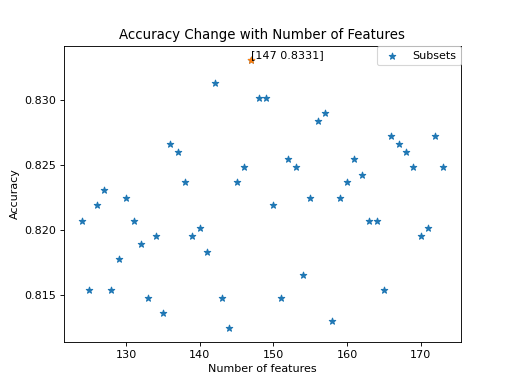 Accuracy Change with Number of Features
[147 0.8331]
Subsets
0.830
0.825
0.820
0.815
Accuracy
130 140 150 160 170
Number of features